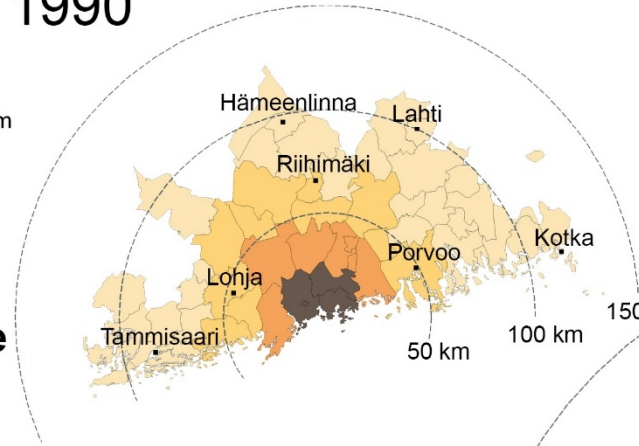 1990
m
Hämeenlinna
Lahti
Riihimäki
Kotka
Porvoo
Lohja
150
100 km
Tammisaari
e
50 km